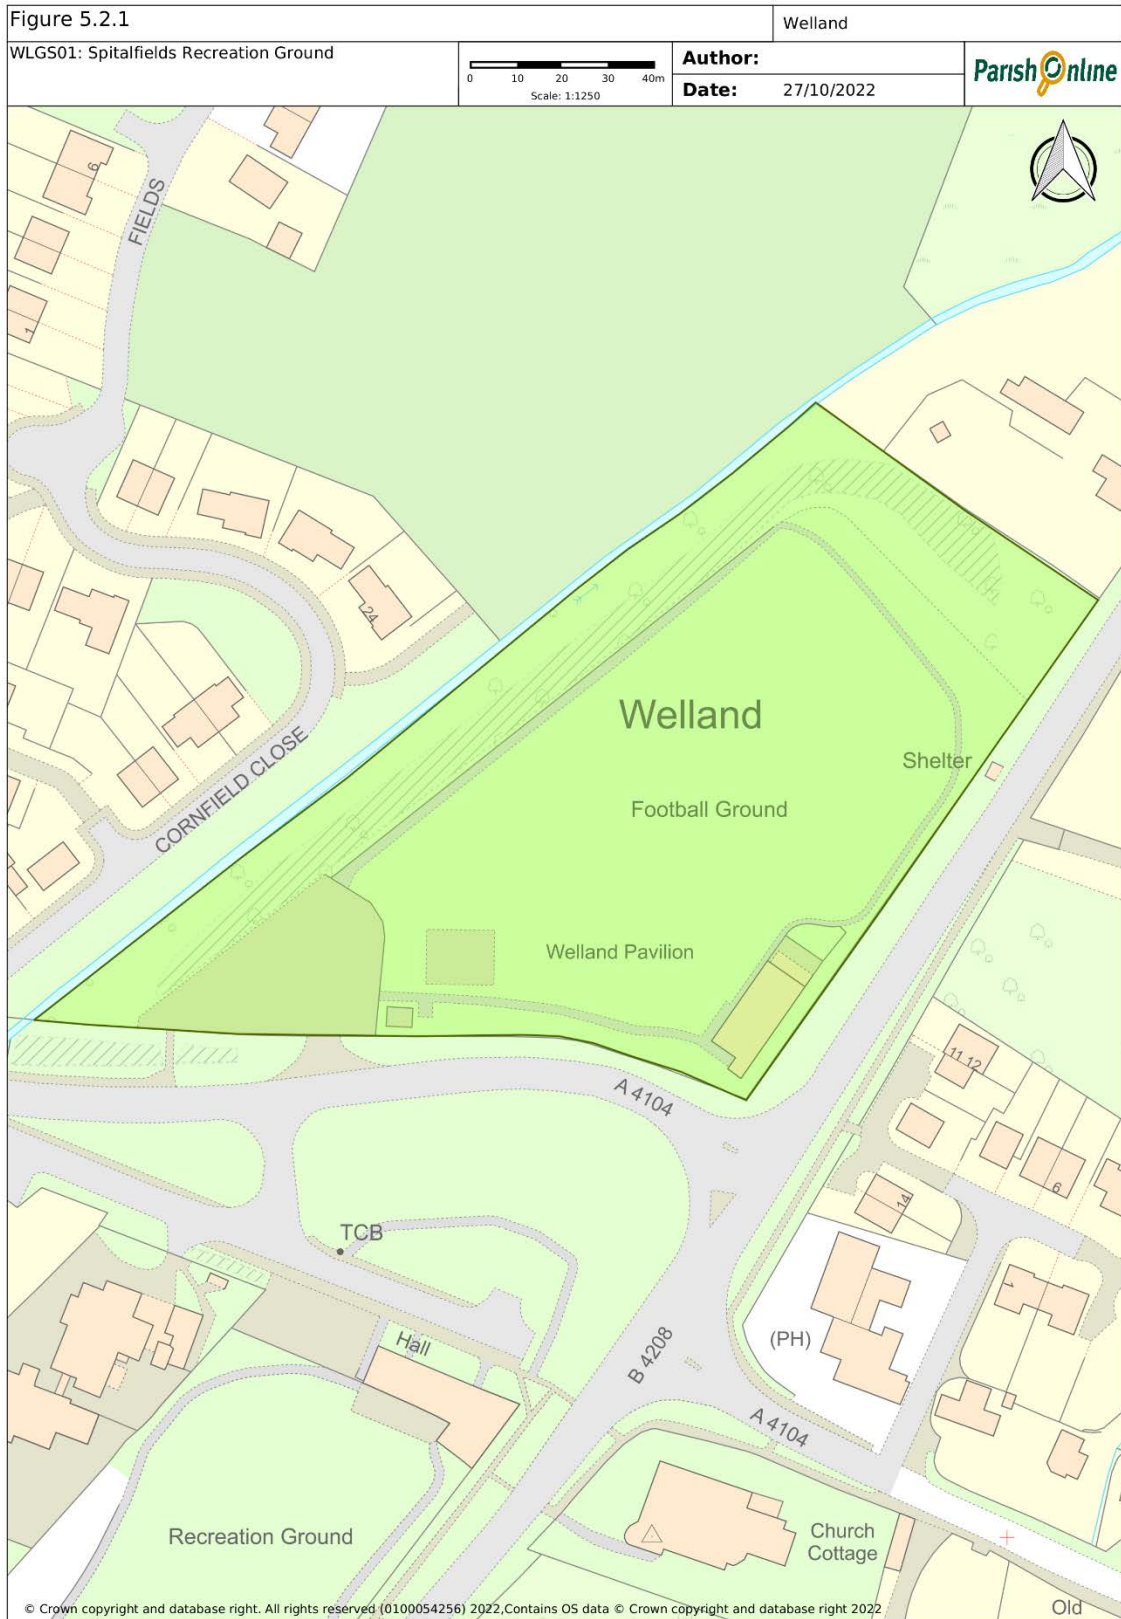 Figure 5.2.1
Welland
WLGS01: Spitalfields Recreation Ground
0 10 20 30 40m
Scale: 1:1250
Author:
Date: 27/10/2022
Parish Online
6
FIELDS
1
24
CORNFIELD CLOSE
Welland
Shelter
Football Ground
Welland Pavilion
A 4104
11 12
6
14
TCB
1
Hall
(PH)
B 4208
A 4104
Recreation Ground
Church
Cottage
Old
© Crown copyright and database right. All rights reserved (0100054256) 2022,Contains OS data © Crown copyright and database right 2022